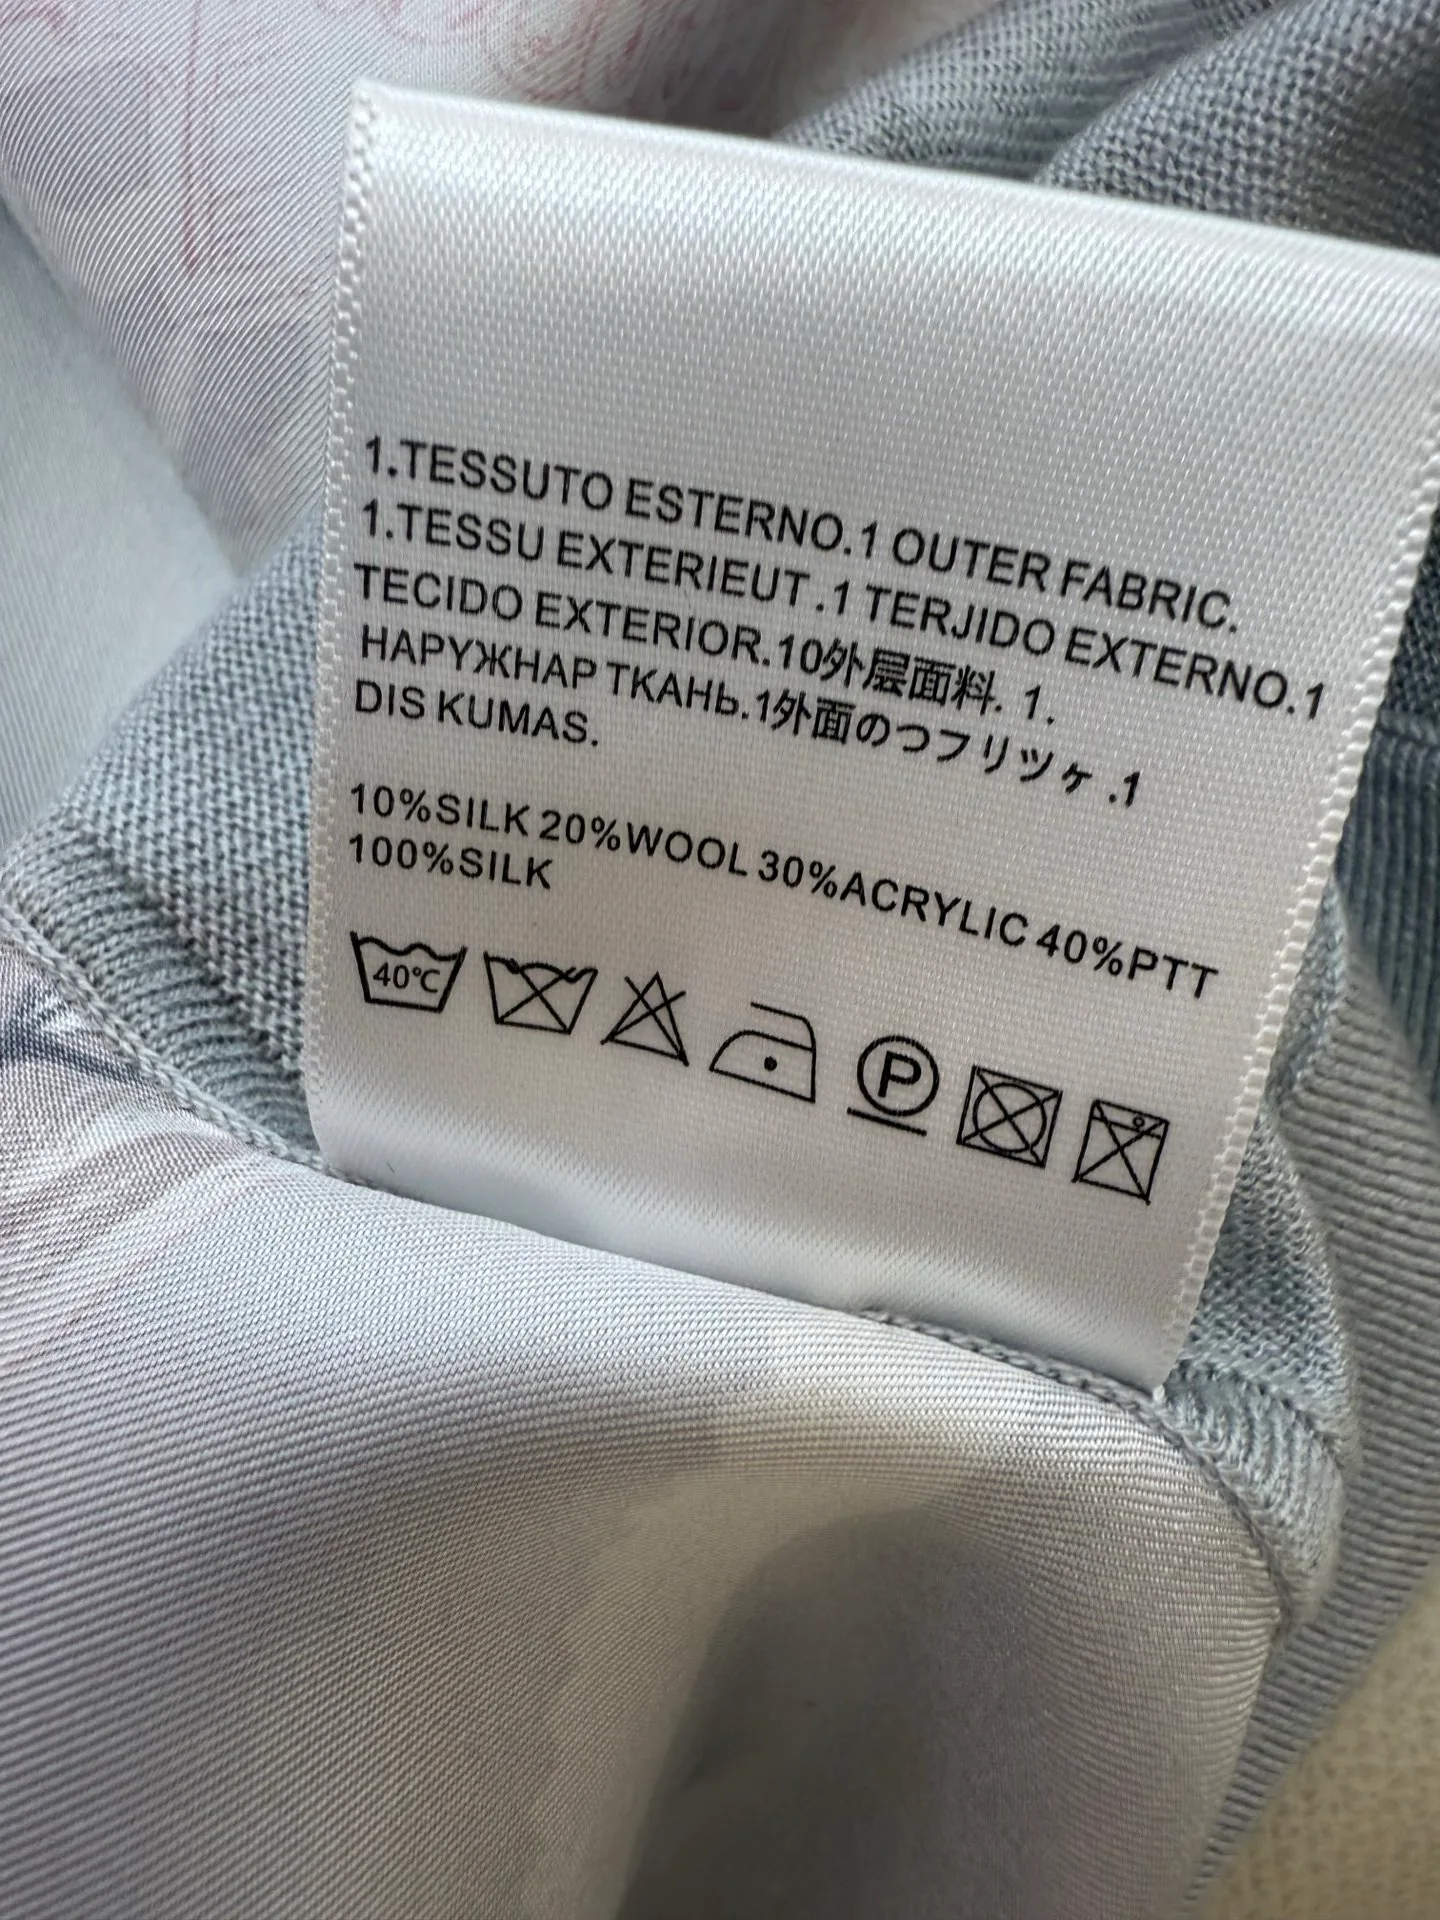 1.TESSUTO ESTERNO.1 OUTER FABRIC.
1.TESSU EXTERIEUT .1 TERJIDO EXTERNO.1
TECIDO EXTERIOR.10外层面料. 1.
НАРУЖНАР ТКАНЬ.1外面のつフリツヶ .1
DIS KUMAS.
10%SILK 20%WOOL 30%ACRYLIC 40%PTT
100%SILK
40℃ P